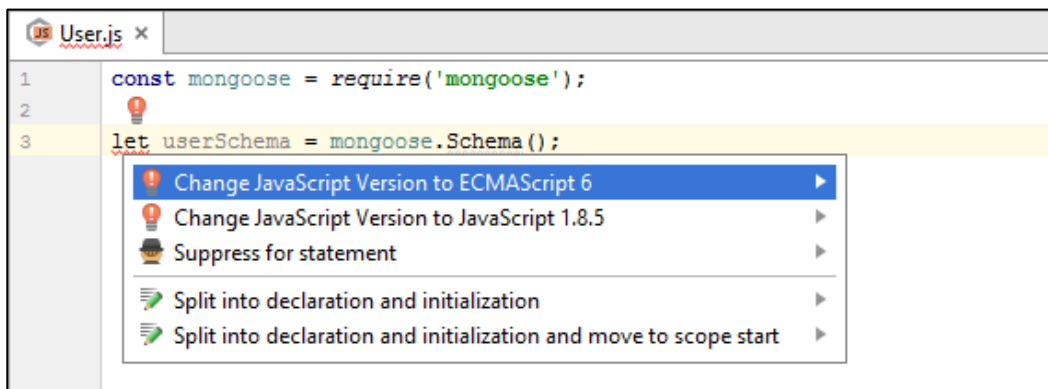 JS User.js ×
1 const mongoose = require('mongoose');
2
3 let userSchema = mongoose.Schema();
Change JavaScript Version to ECMAScript 6
Change JavaScript Version to JavaScript 1.8.5
Suppress for statement
Split into declaration and initialization
Split into declaration and initialization and move to scope start